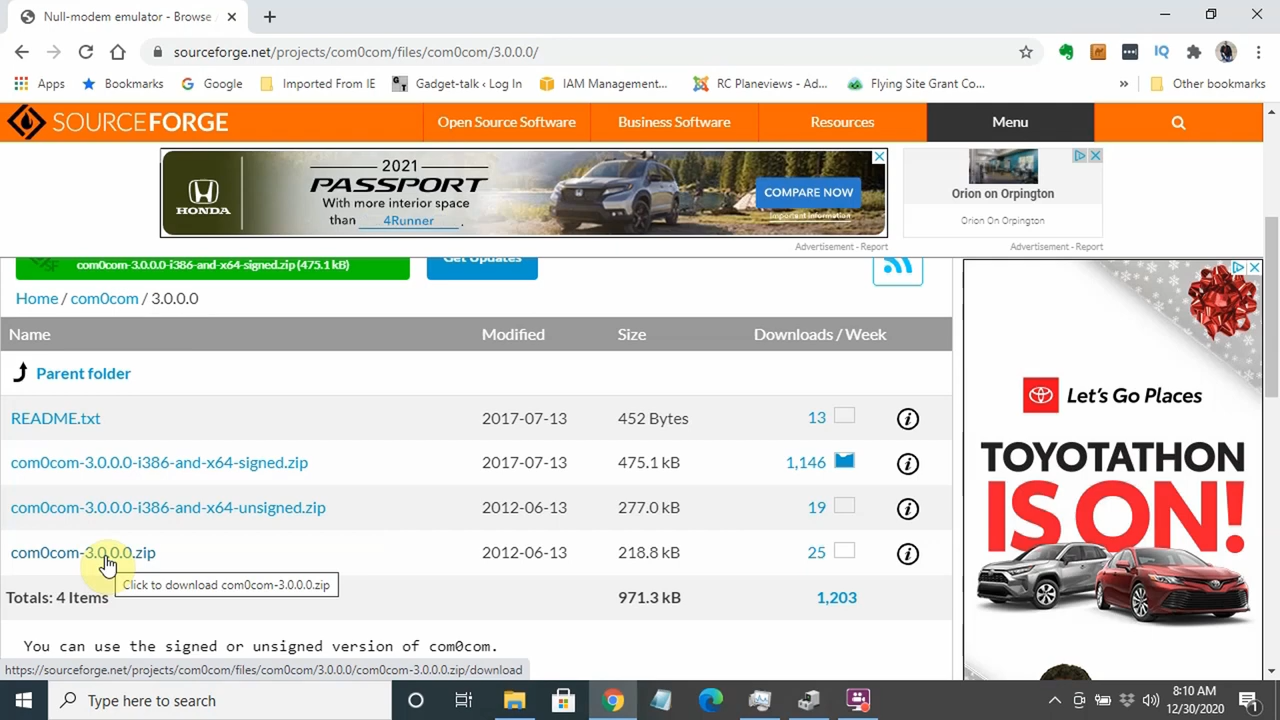 Null-modem emulator - Browse
sourceforge.net/projects/com0com/files/com0com/3.0.0.0/
IQ
Apps Bookmarks Google Imported From IE Gadget-talk ‹ Log In IAM Management... RC Planeviews - Ad... Flying Site Grant Co... » Other bookmarks
SOURCEFORGE Open Source Software Business Software Resources Menu
HONDA
2021
PASSPORT
With more interior space
than 4Runner .
COMPARE NOW
Important Information
Orion on Orpington
Orion On Orpington
Advertisement - Report
Advertisement - Report
com0com-3.0.0.0-i386-and-x64-signed.zip (475.1 kB)
Get Updates
Home / com0com / 3.0.0.0
Name Modified Size Downloads / Week
Parent folder
README.txt 2017-07-13 452 Bytes 13 i
com0com-3.0.0.0-i386-and-x64-signed.zip 2017-07-13 475.1 kB 1,146 i
com0com-3.0.0.0-i386-and-x64-unsigned.zip 2012-06-13 277.0 kB 19 i
com0com-3.0.0.0.zip 2012-06-13 218.8 kB 25 i
Click to download com0com-3.0.0.0.zip
Totals: 4 Items 971.3 kB 1,203
You can use the signed or unsigned version of com0com.
https://sourceforge.net/projects/com0com/files/com0com/3.0.0.0/com0com-3.0.0.0.zip/download
Let's Go Places
TOYOTATHON
IS ON!
Type here to search
8:10 AM
12/30/2020
1